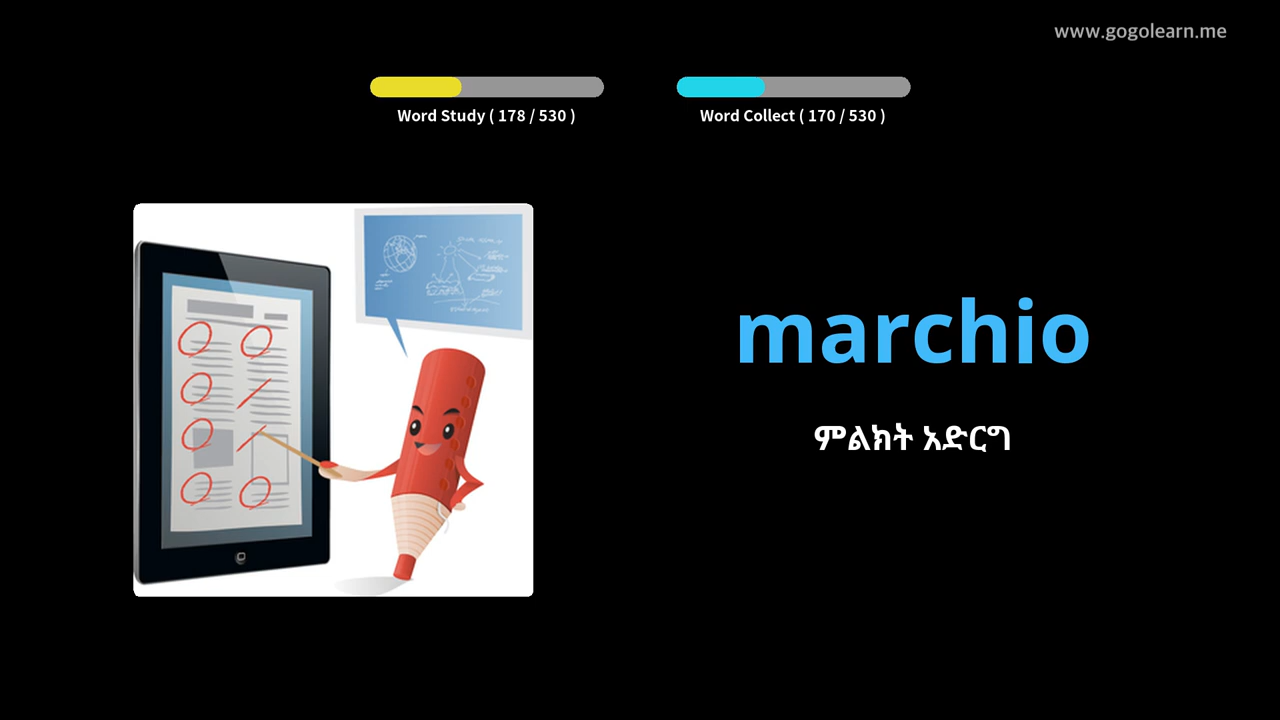 www.gogolearn.me
Word Study ( 178 / 530 )
Word Collect ( 170 / 530 )
marchio
ምልክት አድርግ